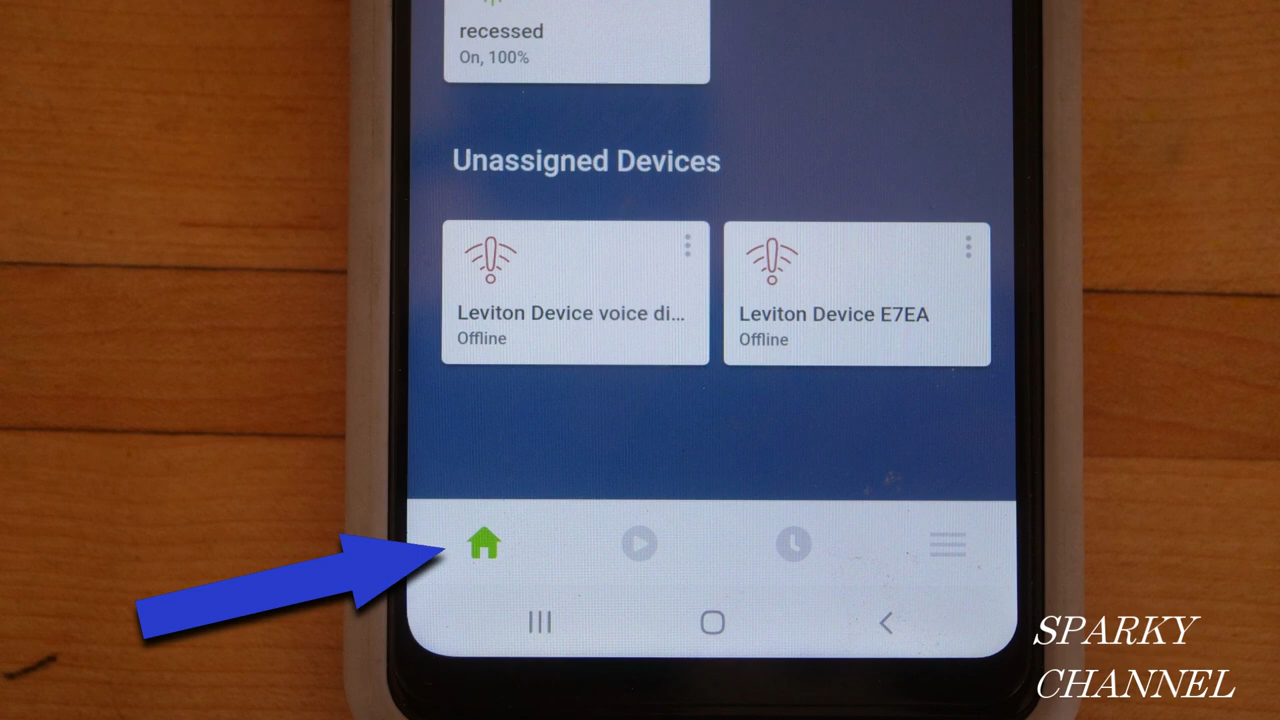 recessed
On, 100%
Unassigned Devices
Leviton Device voice di...
Offline
Leviton Device E7EA
Offline
SPARKY
CHANNEL